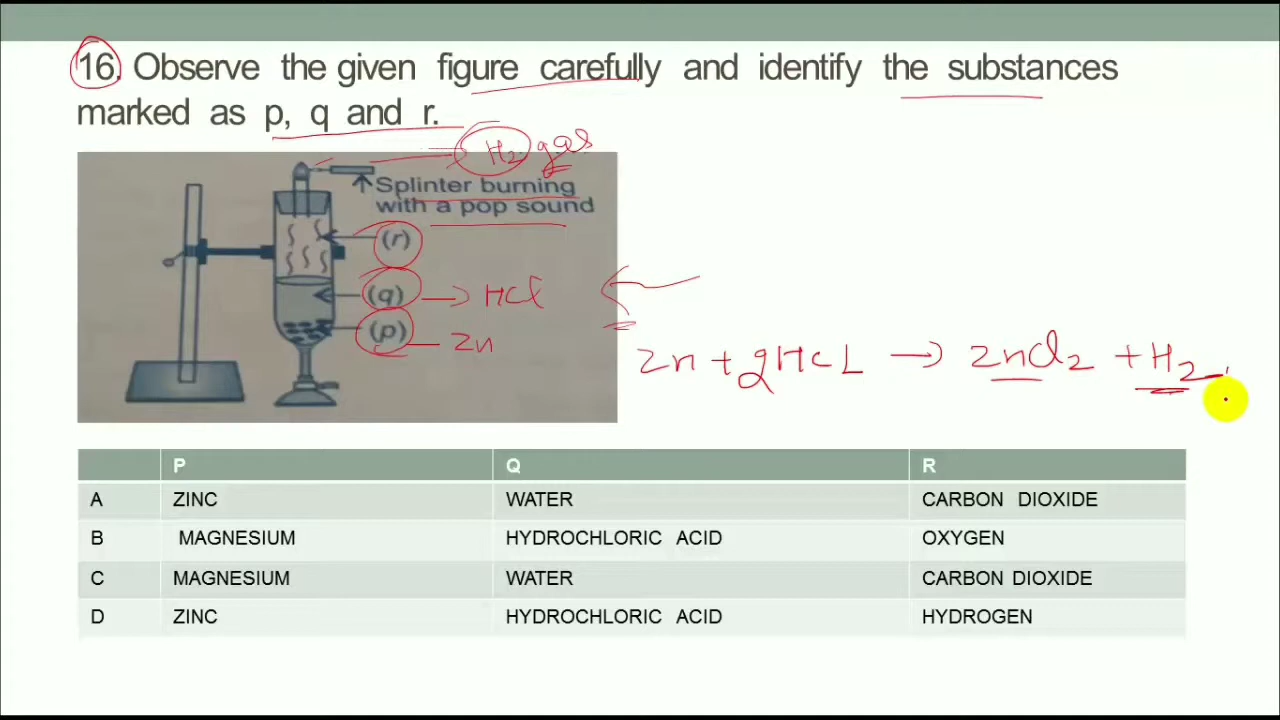 16. Observe the given figure carefully and identify the substances
marked as p, q and r.
H2 gas
Splinter burning
with a pop sound
(r)
(q) → HCl
(p) Zn
Zn + 2HCl → ZnCl2 + H2
P Q R
A ZINC WATER CARBON DIOXIDE
B MAGNESIUM HYDROCHLORIC ACID OXYGEN
C MAGNESIUM WATER CARBON DIOXIDE
D ZINC HYDROCHLORIC ACID HYDROGEN